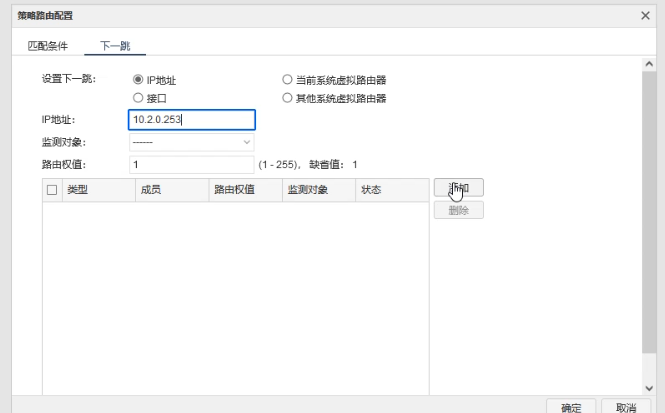 策略路由配置
匹配条件 下一跳
设置下一跳: IP地址 当前系统虚拟路由器
接口 其他系统虚拟路由器
IP地址: 10.2.0.253
监测对象: ------
路由权值: 1 (1 - 255), 缺省值: 1
类型 成员 路由权值 监测对象 状态 添加
删除
确定 取消